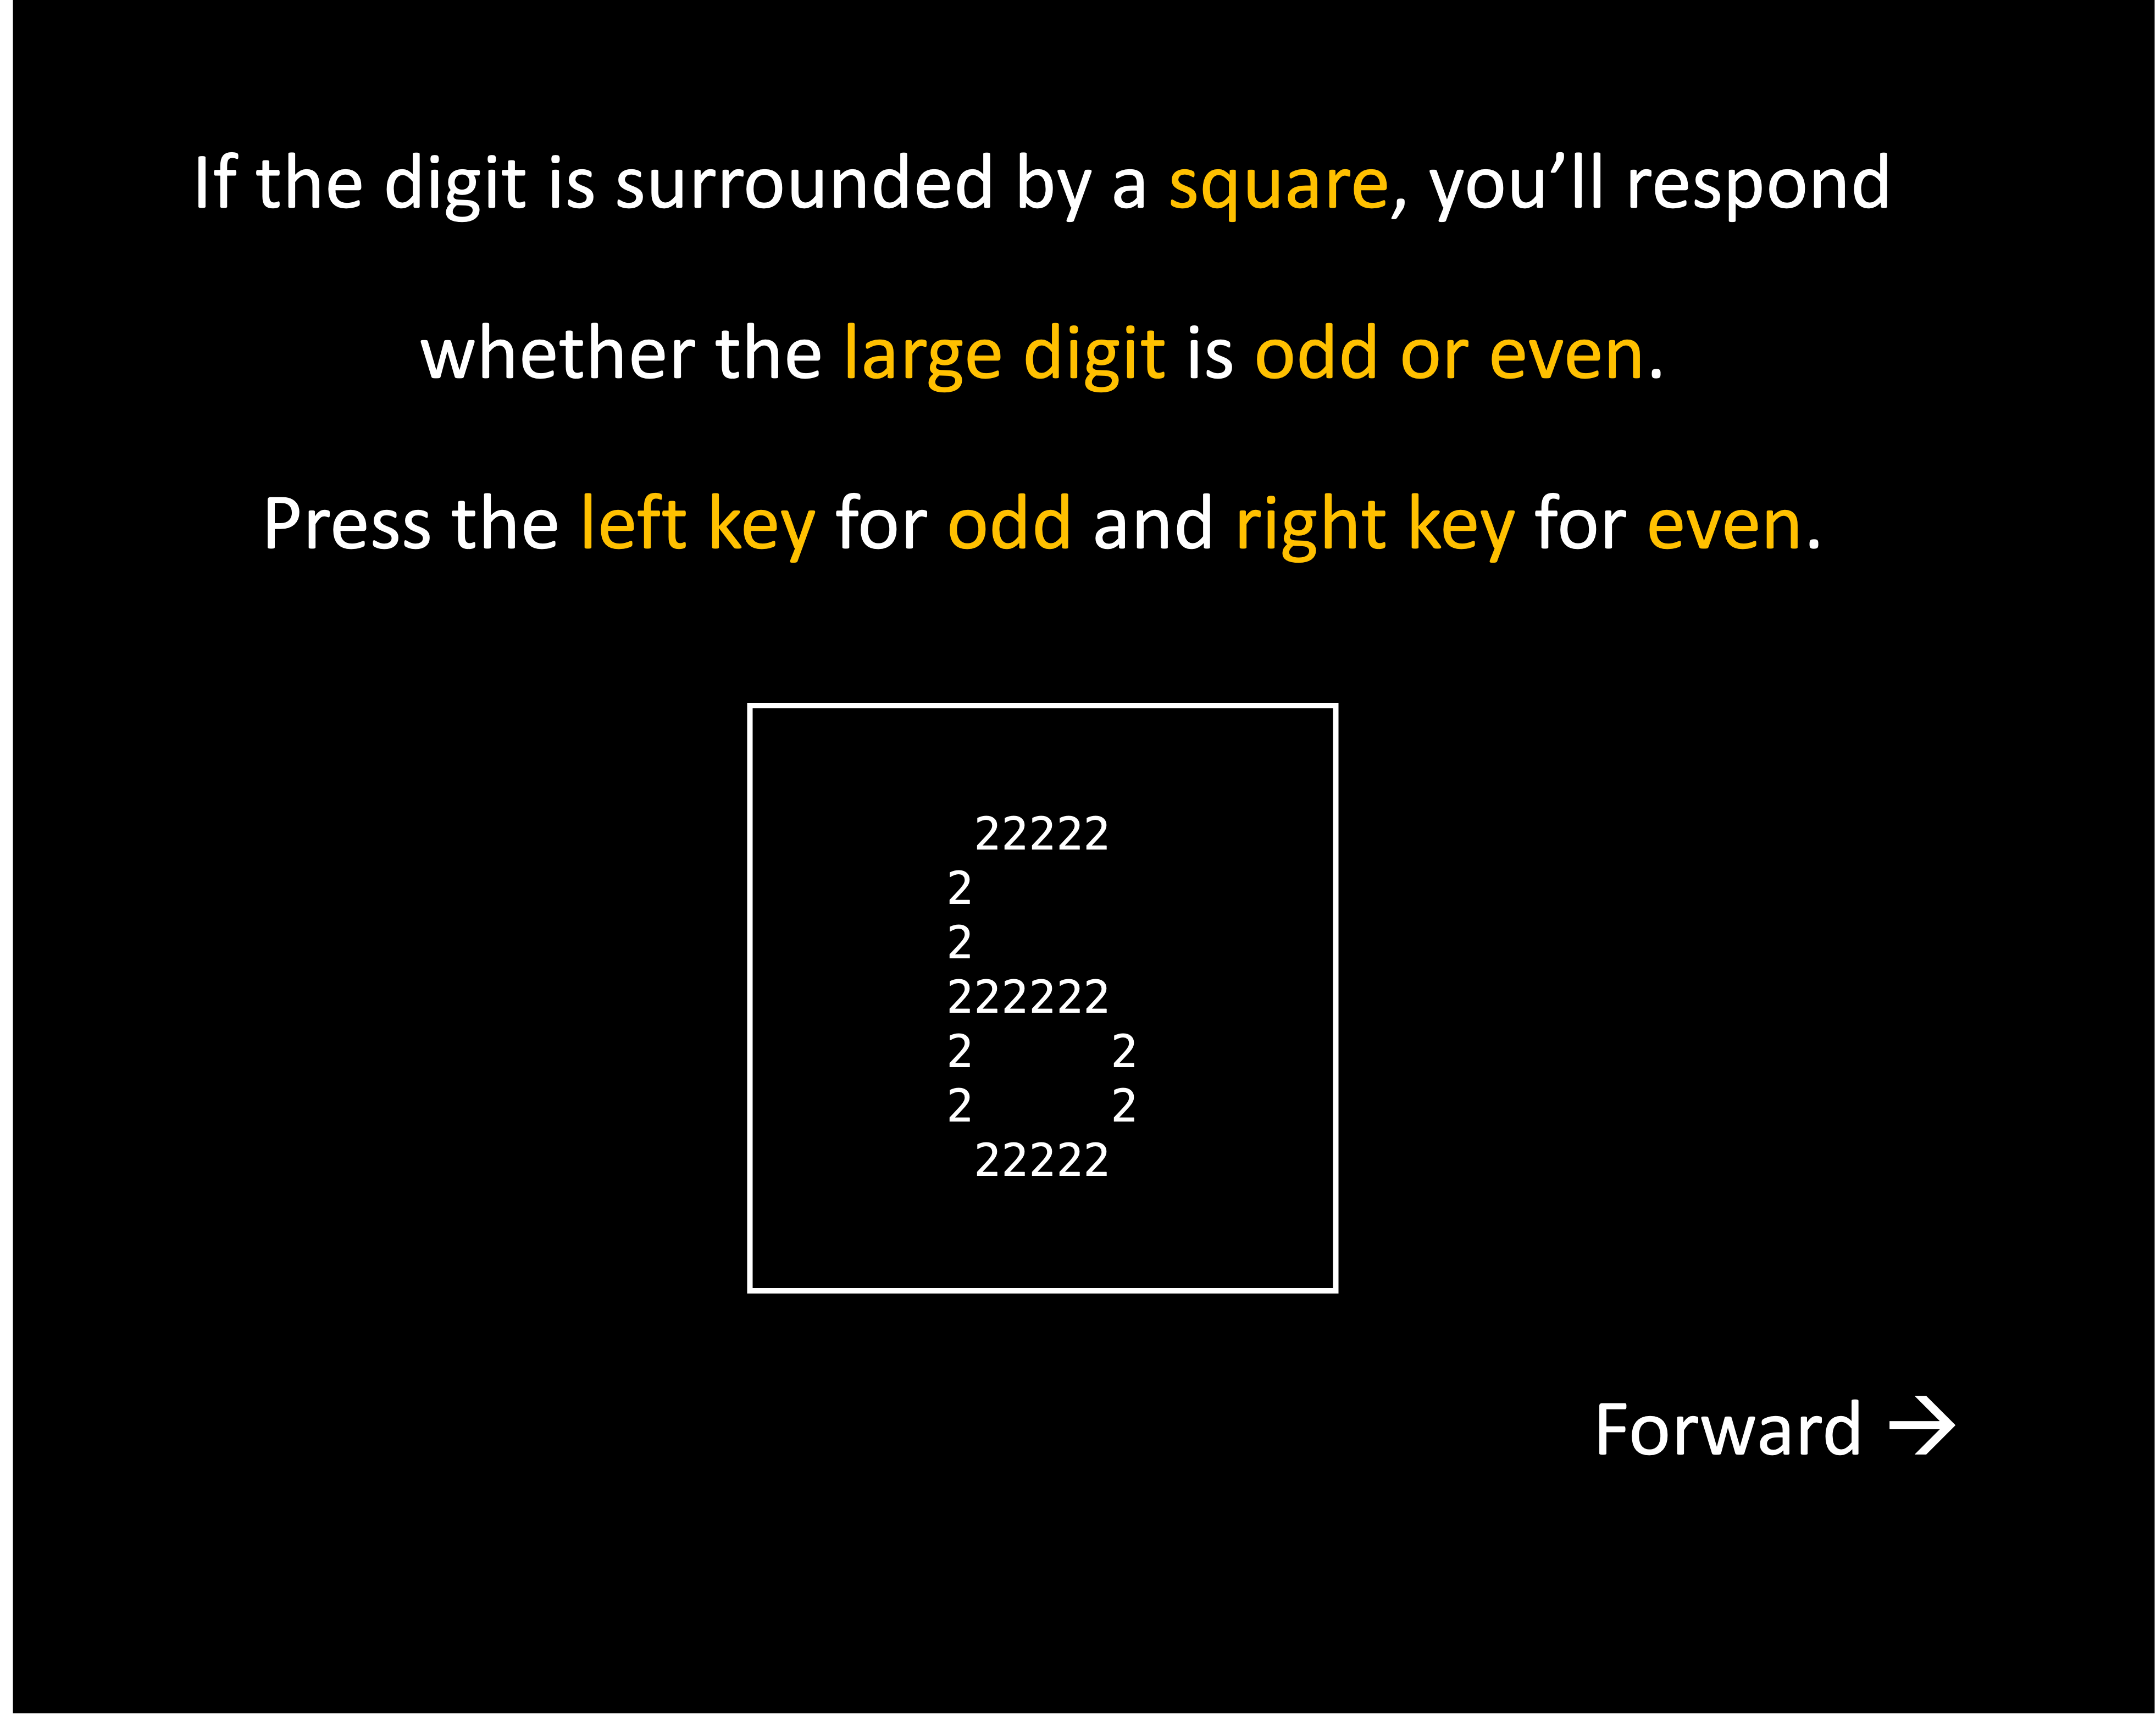 If the digit is surrounded by a square, you’ll respond
whether the large digit is odd or even.
Press the left key for odd and right key for even.
22222
2
2
222222
2 2
2 2
22222
Forward →